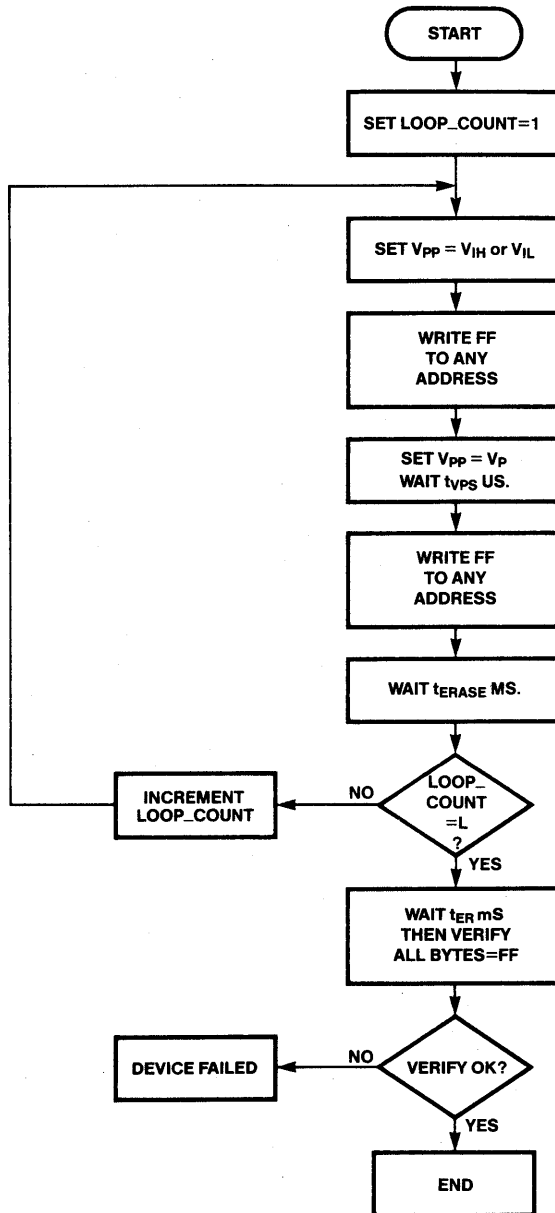 START
SET LOOP_COUNT=1
SET VPP = VIH or VIL
WRITE FF
TO ANY
ADDRESS
SET VPP = VP
WAIT tVPS US.
WRITE FF
TO ANY
ADDRESS
WAIT tERASE MS.
LOOP_
COUNT
=L
?
NO
INCREMENT
LOOP_COUNT
YES
WAIT tER mS
THEN VERIFY
ALL BYTES=FF
VERIFY OK?
NO
DEVICE FAILED
YES
END